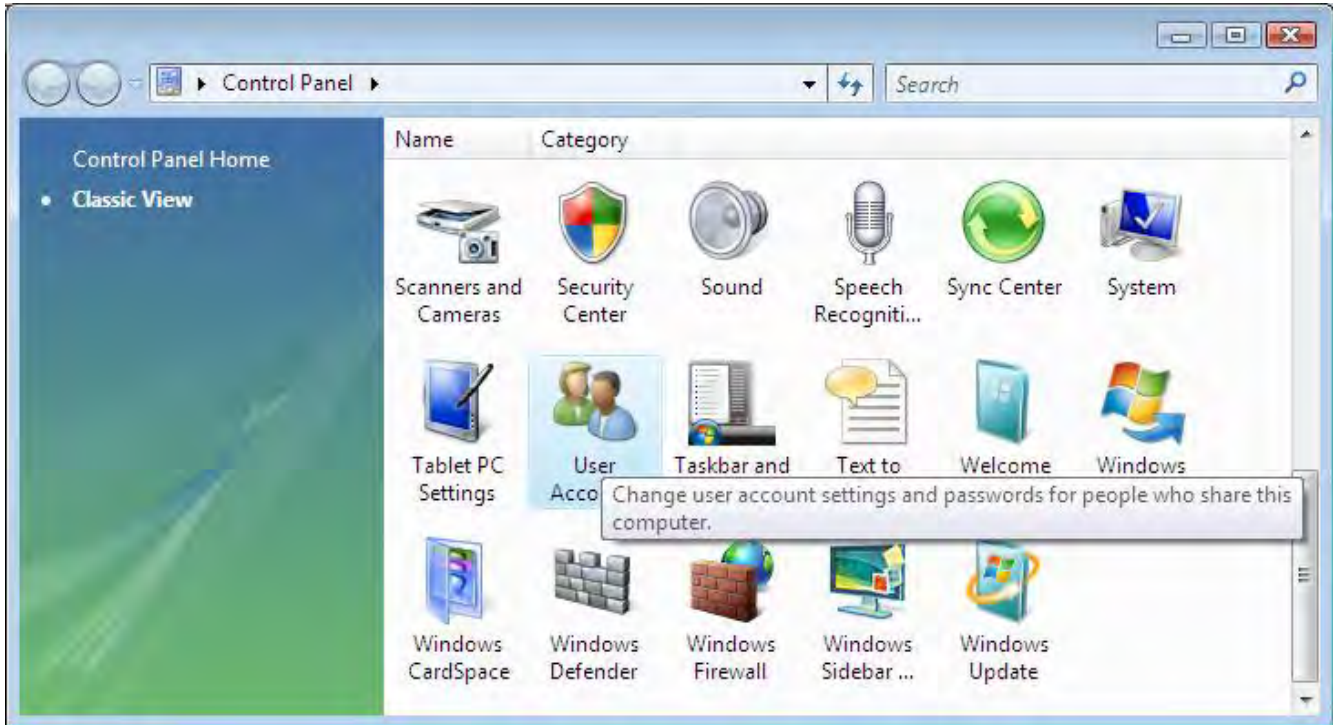 Control Panel
Search
Control Panel Home
Classic View
Name Category
Scanners and Security Sound Speech Sync Center System
Cameras Center Recogniti...
Tablet PC User Taskbar and Text to Welcome Windows
Settings Acco
Change user account settings and passwords for people who share this
computer.
Windows Windows Windows Windows Windows
CardSpace Defender Firewall Sidebar ... Update